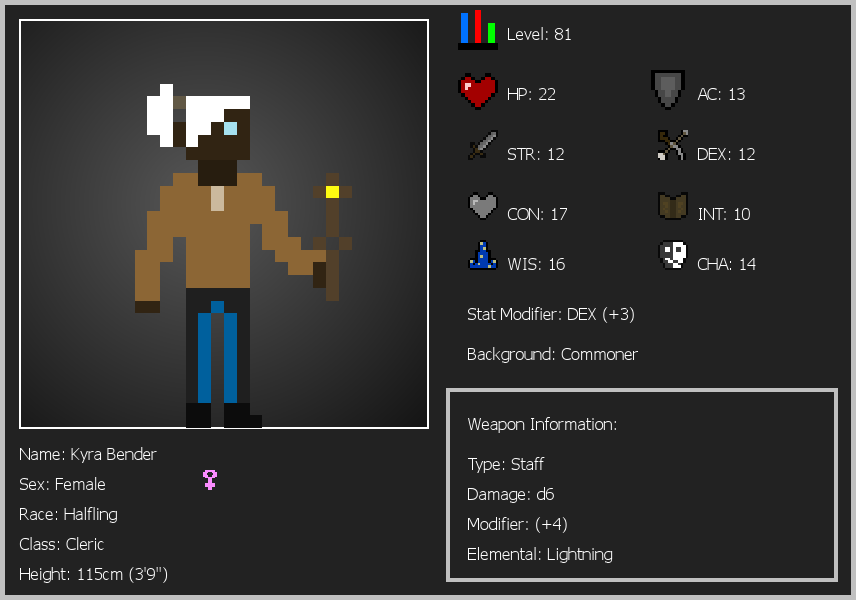 Level: 81
HP: 22
AC: 13
STR: 12
DEX: 12
CON: 17
INT: 10
WIS: 16
CHA: 14
Stat Modifier: DEX (+3)
Background: Commoner
Weapon Information:
Type: Staff
Damage: d6
Modifier: (+4)
Elemental: Lightning
Name: Kyra Bender
Sex: Female
Race: Halfling
Class: Cleric
Height: 115cm (3'9")